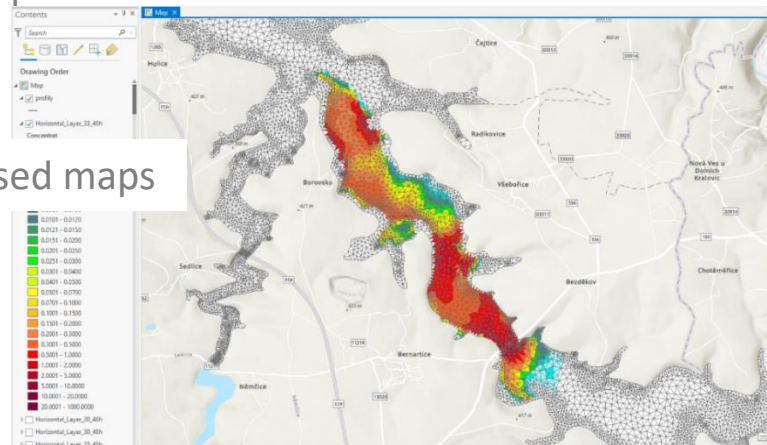 Contents
Map
Search
Drawing Order
Map
profily
Horizontal_Layer_33_48h
Concentrat
sed maps
0.0101 - 0.0120
0.0121 - 0.0150
0.0151 - 0.0200
0.0201 - 0.0250
0.0251 - 0.0300
0.0301 - 0.0400
0.0401 - 0.0500
0.0501 - 0.0700
0.0701 - 0.1000
0.1001 - 0.1500
0.1501 - 0.2000
0.2001 - 0.3000
0.3001 - 0.5000
0.5001 - 1.0000
1.0001 - 2.0000
2.0001 - 5.0000
5.0001 - 10.0000
10.0001 - 20.0000
20.0001 - 1000.0000
Horizontal_Layer_20_48h
Horizontal_Layer_30_48h
Hulice
Čejtice
Radíkovice
Nová Ves u
Dolních
Kralovic
Borovsko
Všebořice
Sedlice
Bezděkov
Chotěměřice
Bernartice
Němčice